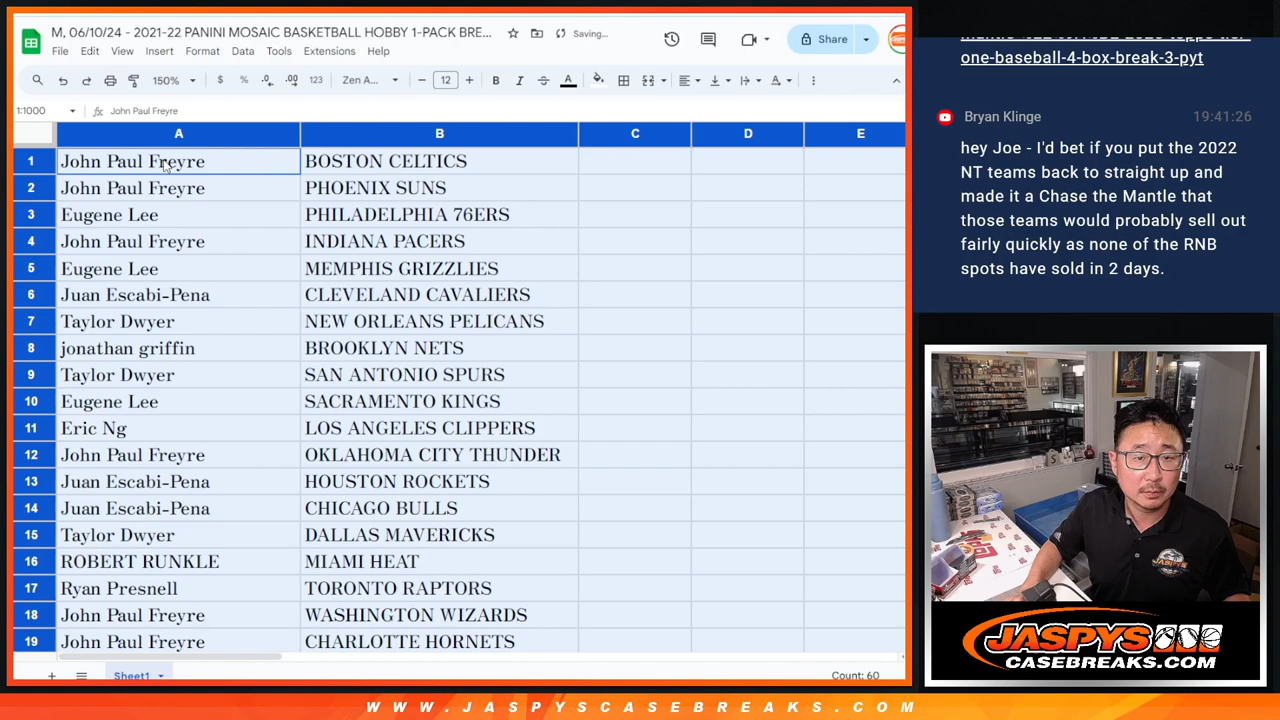 M, 06/10/24 - 2021-22 PANINI MOSAIC BASKETBALL HOBBY 1-PACK BRE...
Saving...
File Edit View Insert Format Data Tools Extensions Help
Share
150%
$ % .0 .00 123
Zen A...
12
B I A
1:1000
fx John Paul Freyre
A B C D E
1 John Paul Freyre BOSTON CELTICS
2 John Paul Freyre PHOENIX SUNS
3 Eugene Lee PHILADELPHIA 76ERS
4 John Paul Freyre INDIANA PACERS
5 Eugene Lee MEMPHIS GRIZZLIES
6 Juan Escabi-Pena CLEVELAND CAVALIERS
7 Taylor Dwyer NEW ORLEANS PELICANS
8 jonathan griffin BROOKLYN NETS
9 Taylor Dwyer SAN ANTONIO SPURS
10 Eugene Lee SACRAMENTO KINGS
11 Eric Ng LOS ANGELES CLIPPERS
12 John Paul Freyre OKLAHOMA CITY THUNDER
13 Juan Escabi-Pena HOUSTON ROCKETS
14 Juan Escabi-Pena CHICAGO BULLS
15 Taylor Dwyer DALLAS MAVERICKS
16 ROBERT RUNKLE MIAMI HEAT
17 Ryan Presnell TORONTO RAPTORS
18 John Paul Freyre WASHINGTON WIZARDS
19 John Paul Freyre CHARLOTTE HORNETS
Sheet1
Count: 60
one-baseball-4-box-break-3-pyt
Bryan Klinge 19:41:26
hey Joe - I'd bet if you put the 2022
NT teams back to straight up and
made it a Chase the Mantle that
those teams would probably sell out
fairly quickly as none of the RNB
spots have sold in 2 days.
JASPYS
CASEBREAKS.COM
WWW.JASPYSCASEBREAKS.COM